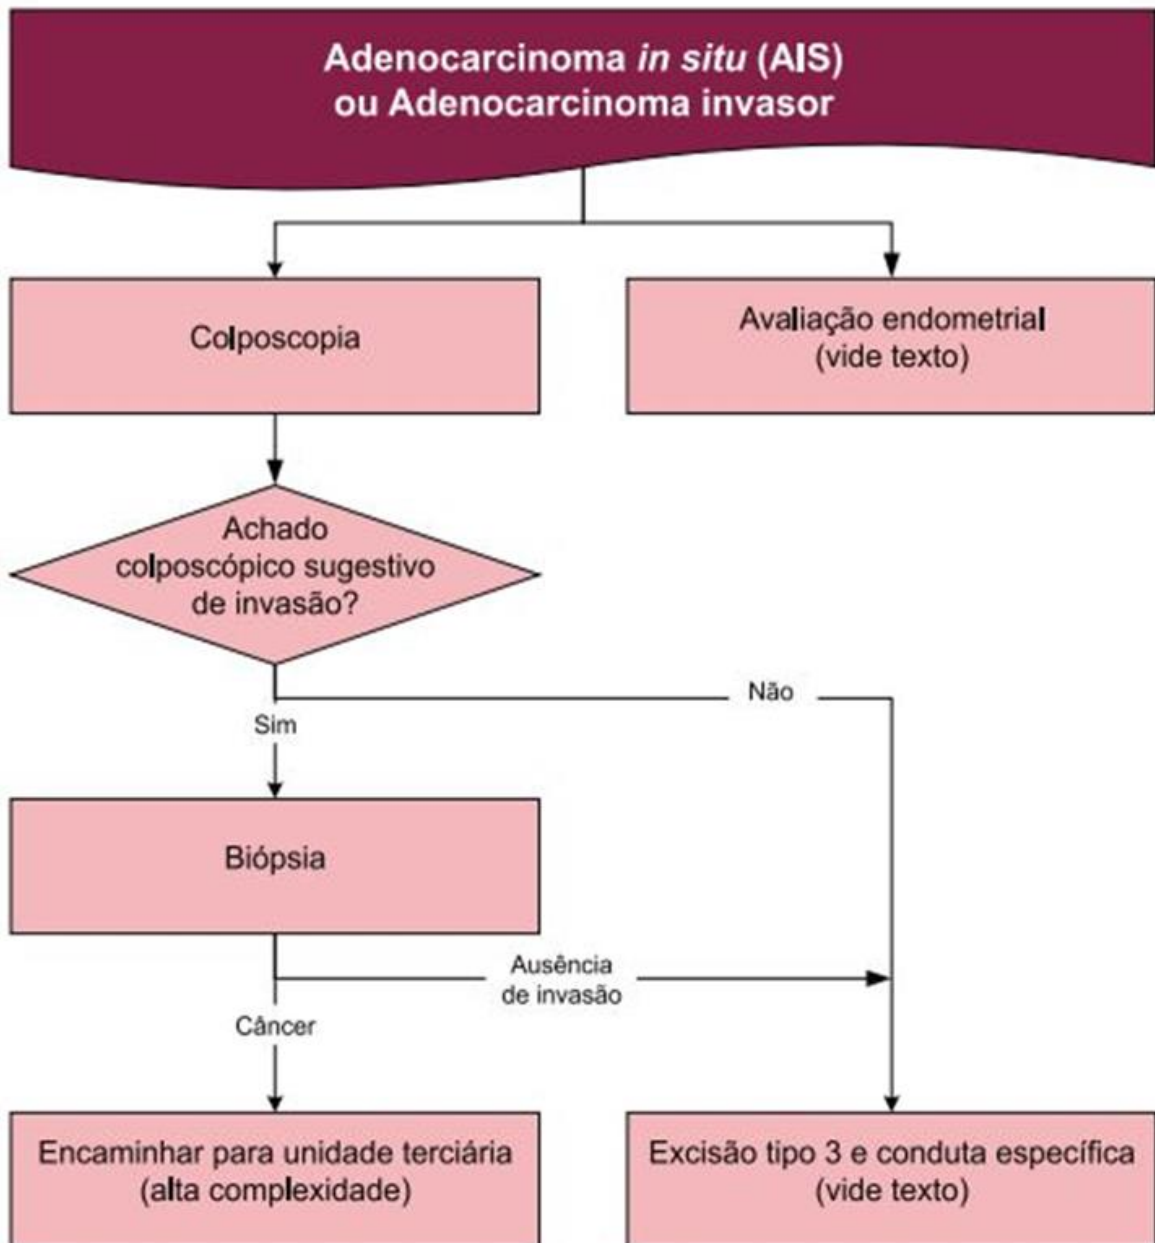 Adenocarcinoma in situ (AIS)
ou Adenocarcinoma invasor
Colposcopia
Avaliação endometrial
(vide texto)
Achado
colposcópico sugestivo
de invasão?
Não
Sim
Biópsia
Ausência
de invasão
Câncer
Encaminhar para unidade terciária
(alta complexidade)
Excisão tipo 3 e conduta específica
(vide texto)